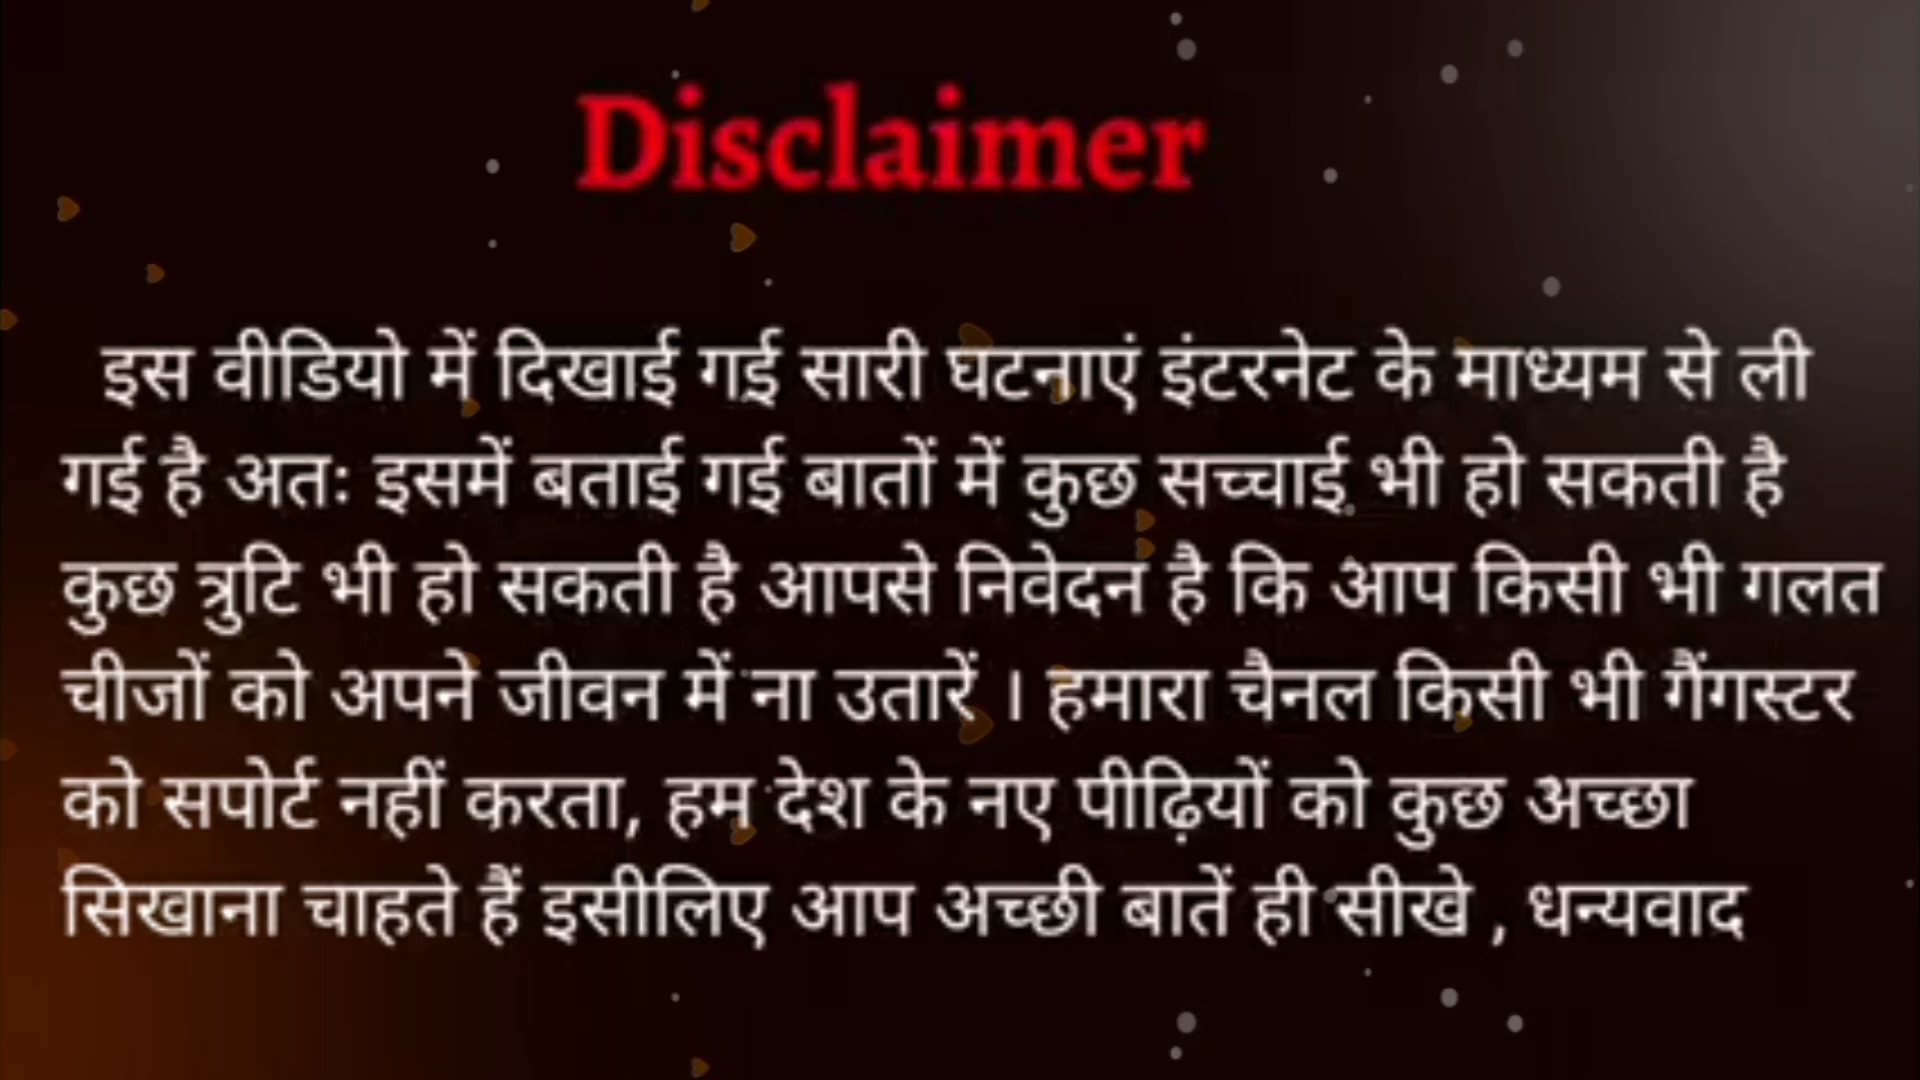 Disclaimer
इस वीडियो में दिखाई गई सारी घटनाएं इंटरनेट के माध्यम से ली
गई है अतः इसमें बताई गई बातों में कुछ सच्चाई भी हो सकती है
कुछ त्रुटि भी हो सकती है आपसे निवेदन है कि आप किसी भी गलत
चीजों को अपने जीवन में ना उतारें । हमारा चैनल किसी भी गैंगस्टर
को सपोर्ट नहीं करता, हम देश के नए पीढ़ियों को कुछ अच्छा
सिखाना चाहते हैं इसीलिए आप अच्छी बातें ही सीखे , धन्यवाद